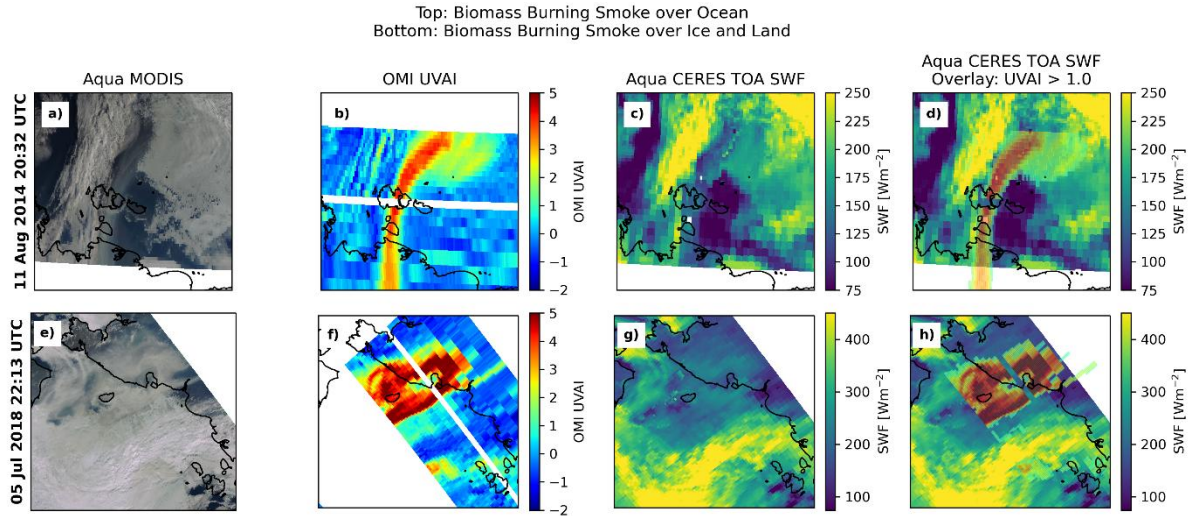 Top: Biomass Burning Smoke over Ocean
Bottom: Biomass Burning Smoke over Ice and Land
Aqua MODIS
OMI UVAI
Aqua CERES TOA SWF
Aqua CERES TOA SWF
Overlay: UVAI > 1.0
11 Aug 2014 20:32 UTC
a)
b)
5
4
3
2
1
0
−1
−2
OMI UVAI
c)
250
225
200
175
150
125
100
75
SWF [Wm−2]
d)
250
225
200
175
150
125
100
75
SWF [Wm−2]
05 Jul 2018 22:13 UTC
e)
f)
5
4
3
2
1
0
−1
−2
OMI UVAI
g)
400
300
200
100
SWF [Wm−2]
h)
400
300
200
100
SWF [Wm−2]